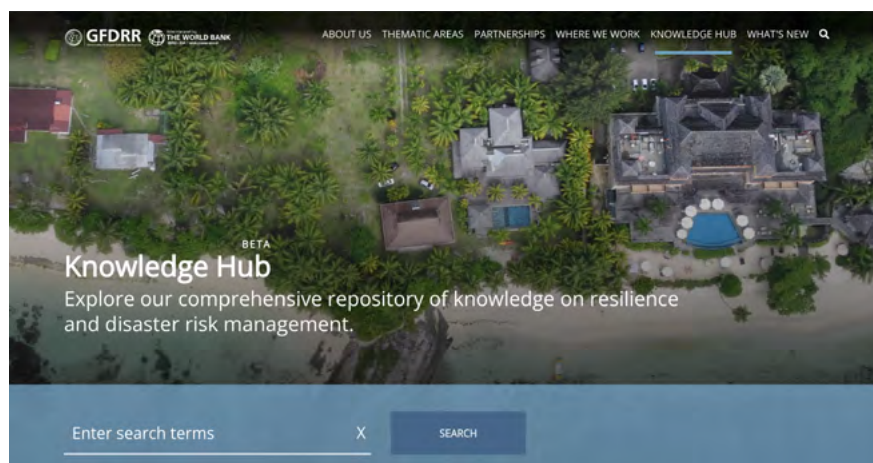 GFDRR THE WORLD BANK
ABOUT US THEMATIC AREAS PARTNERSHIPS WHERE WE WORK KNOWLEDGE HUB WHAT'S NEW
BETA
Knowledge Hub
Explore our comprehensive repository of knowledge on resilience
and disaster risk management.
Enter search terms X SEARCH